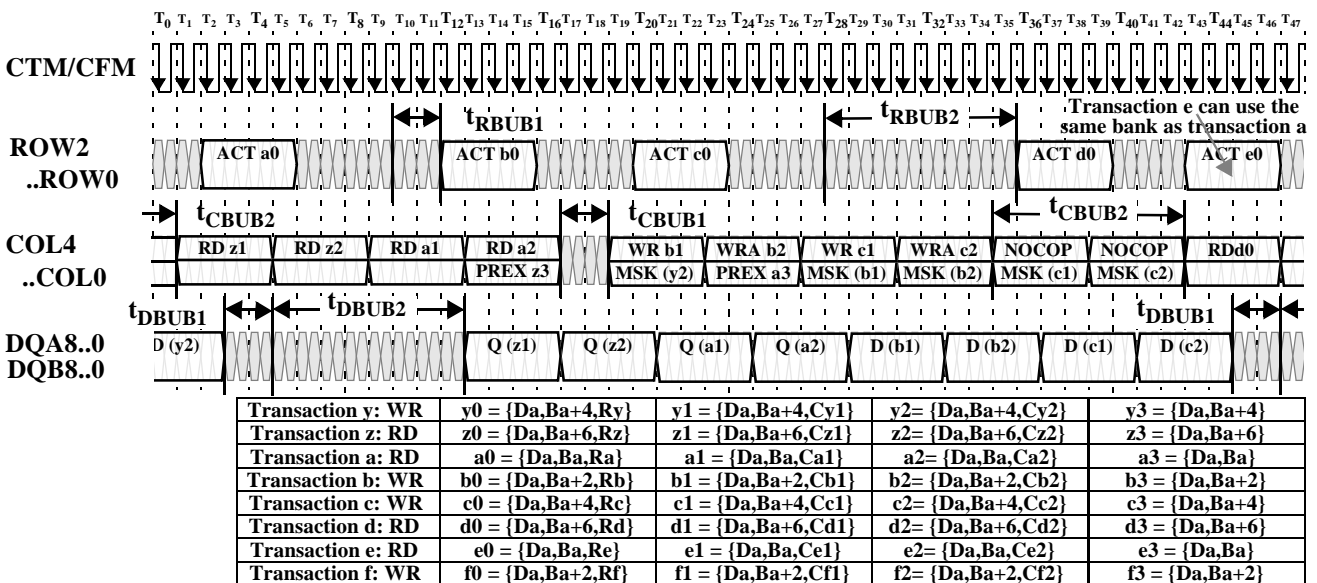 T0 T1 T2 T3 T4 T5 T6 T7 T8 T9 T10 T11 T12 T13 T14 T15 T16 T17 T18 T19 T20 T21 T22 T23 T24 T25 T26 T27 T28 T29 T30 T31 T32 T33 T34 T35 T36 T37 T38 T39 T40 T41 T42 T43 T44 T45 T46 T47
CTM/CFM
tRBUB1
tRBUB2
Transaction e can use the
same bank as transaction a
ROW2
..ROW0
ACT a0 ACT b0 ACT c0 ACT d0 ACT e0
tCBUB2 tCBUB1 tCBUB2
COL4
..COL0
RD z1 RD z2 RD a1 RD a2 WR b1 WRA b2 WR c1 WRA c2 NOCOP NOCOP RDd0
PREX z3 MSK (y2) PREX a3 MSK (b1) MSK (b2) MSK (c1) MSK (c2)
tDBUB1 tDBUB2 tDBUB1
DQA8..0
DQB8..0
D (y2) Q (z1) Q (z2) Q (a1) Q (a2) D (b1) D (b2) D (c1) D (c2)
Transaction y: WR y0 = {Da,Ba+4,Ry} y1 = {Da,Ba+4,Cy1} y2= {Da,Ba+4,Cy2} y3 = {Da,Ba+4}
Transaction z: RD z0 = {Da,Ba+6,Rz} z1 = {Da,Ba+6,Cz1} z2= {Da,Ba+6,Cz2} z3 = {Da,Ba+6}
Transaction a: RD a0 = {Da,Ba,Ra} a1 = {Da,Ba,Ca1} a2= {Da,Ba,Ca2} a3 = {Da,Ba}
Transaction b: WR b0 = {Da,Ba+2,Rb} b1 = {Da,Ba+2,Cb1} b2= {Da,Ba+2,Cb2} b3 = {Da,Ba+2}
Transaction c: WR c0 = {Da,Ba+4,Rc} c1 = {Da,Ba+4,Cc1} c2= {Da,Ba+4,Cc2} c3 = {Da,Ba+4}
Transaction d: RD d0 = {Da,Ba+6,Rd} d1 = {Da,Ba+6,Cd1} d2= {Da,Ba+6,Cd2} d3 = {Da,Ba+6}
Transaction e: RD e0 = {Da,Ba,Re} e1 = {Da,Ba,Ce1} e2= {Da,Ba,Ce2} e3 = {Da,Ba}
Transaction f: WR f0 = {Da,Ba+2,Rf} f1 = {Da,Ba+2,Cf1} f2= {Da,Ba+2,Cf2} f3 = {Da,Ba+2}